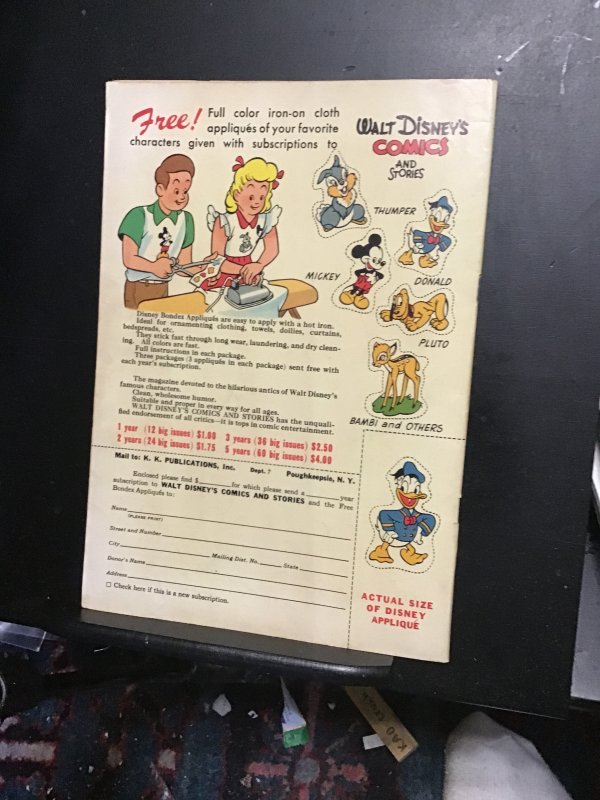 Free! Full color iron-on cloth
appliqués of your favorite
characters given with subscriptions to
WALT DISNEY'S
COMICS
AND
STORIES
THUMPER
MICKEY
DONALD
PLUTO
BAMBI and OTHERS
Disney Bondex Appliqués are easy to apply with a hot iron.
Ideal for ornamenting clothing, towels, doilies, curtains,
bedspreads, etc.
They stick fast through long wear, laundering, and dry clean-
ing. All colors are fast.
Full instructions in each package.
Three packages (3 appliqués in each package) sent free with
each year's subscription.
The magazine devoted to the hilarious antics of Walt Disney's
famous characters.
Clean, wholesome humor.
Suitable and proper in every way for all ages.
WALT DISNEY'S COMICS AND STORIES has the unquali-
fied endorsement of all critics—it is tops in comic entertainment.
1 year (12 big issues) $1.00 3 years (36 big issues) $2.50
2 years (24 big issues) $1.75 5 years (60 big issues) $4.00
Mail to: K. K. PUBLICATIONS, Inc. Dept. 7 Poughkeepsie, N. Y.
Enclosed please find $ for which please send a year
subscription to WALT DISNEY'S COMICS AND STORIES and the Free
Bondex Appliqués to:
Name
(PLEASE PRINT)
Street and Number
City Mailing Dist. No. State
Donor's Name
Address
□ Check here if this is a new subscription.
ACTUAL SIZE
OF DISNEY
APPLIQUÉ